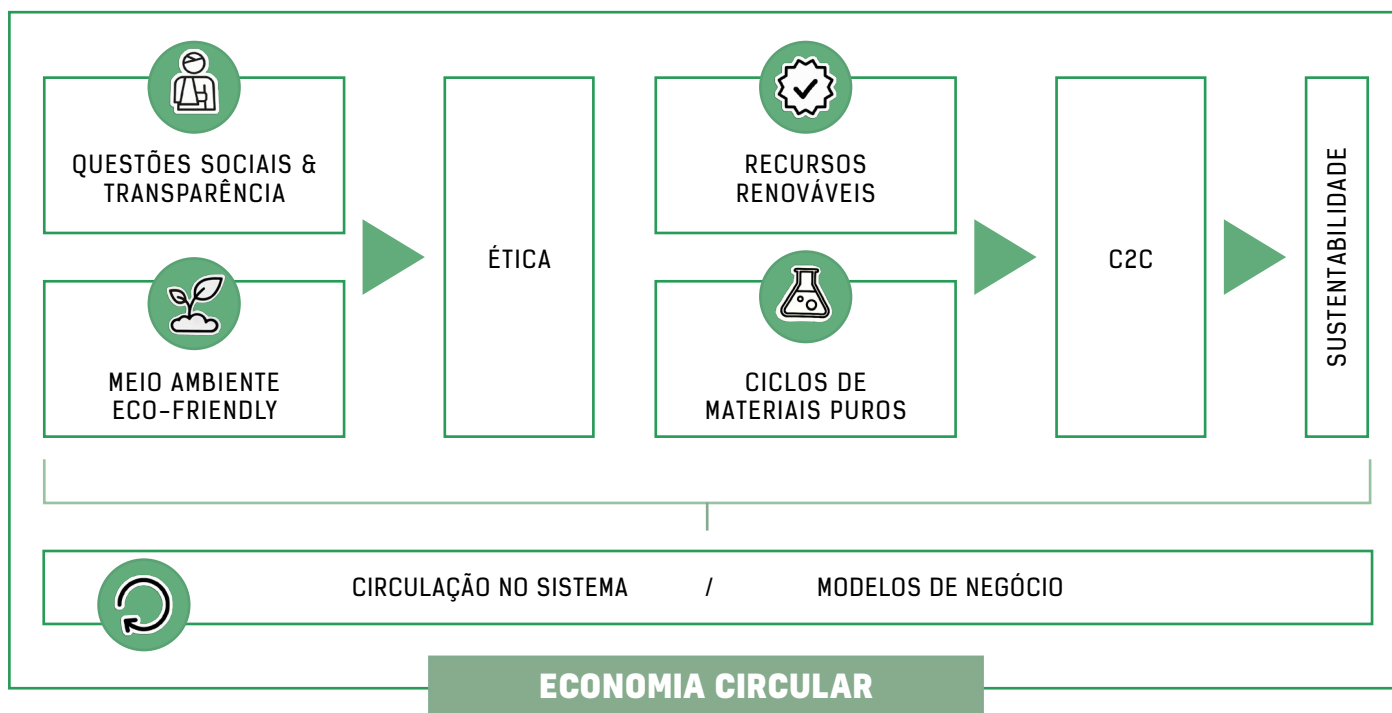 QUESTÕES SOCIAIS &
TRANSPARÊNCIA
MEIO AMBIENTE
ECO-FRIENDLY
ÉTICA
RECURSOS
RENOVÁVEIS
CICLOS DE
MATERIAIS PUROS
C2C
SUSTENTABILIDADE
CIRCULAÇÃO NO SISTEMA / MODELOS DE NEGÓCIO
ECONOMIA CIRCULAR